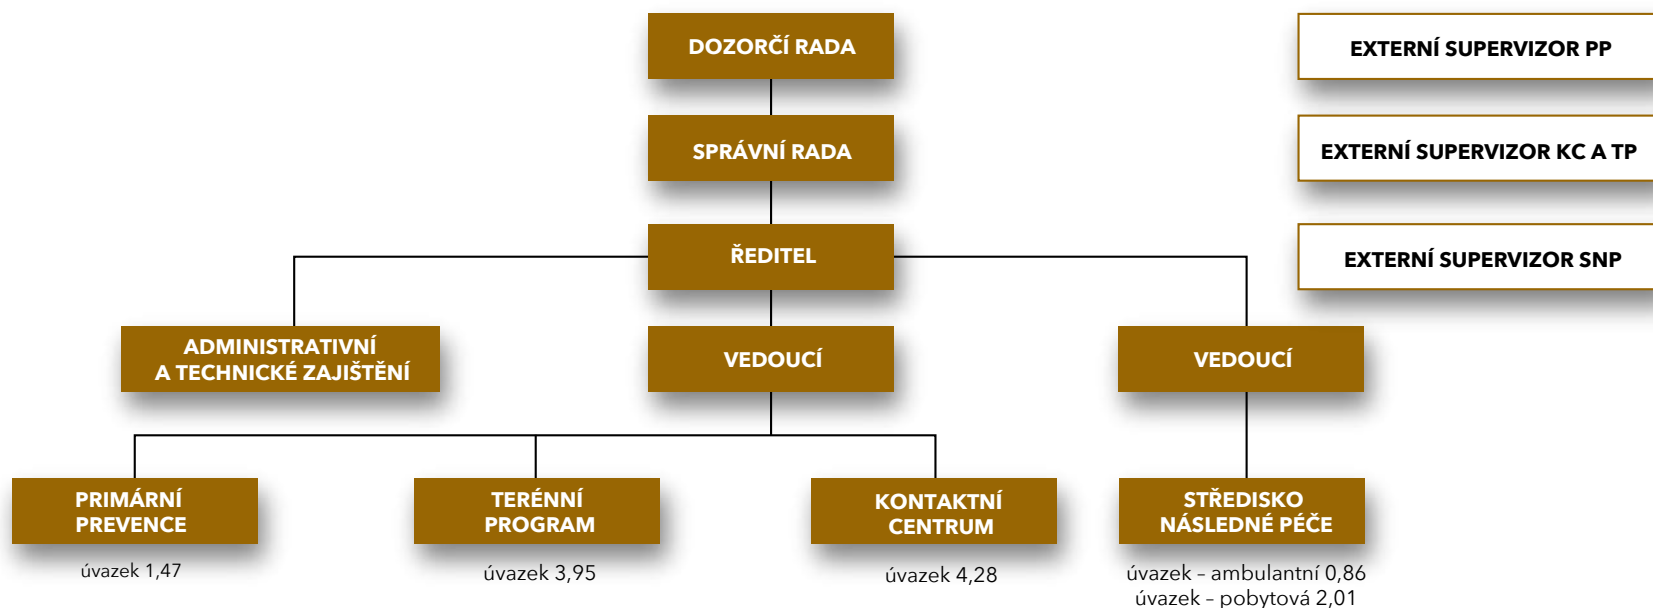 DOZORČÍ RADA
EXTERNÍ SUPERVIZOR PP
SPRÁVNÍ RADA
EXTERNÍ SUPERVIZOR KC A TP
ŘEDITEL
EXTERNÍ SUPERVIZOR SNP
ADMINISTRATIVNÍ
A TECHNICKÉ ZAJIŠTĚNÍ
VEDOUCÍ
VEDOUCÍ
PRIMÁRNÍ
PREVENCE
úvazek 1,47
TERÉNNÍ
PROGRAM
úvazek 3,95
KONTAKTNÍ
CENTRUM
úvazek 4,28
STŘEDISKO
NÁSLEDNÉ PÉČE
úvazek – ambulantní 0,86
úvazek – pobytová 2,01